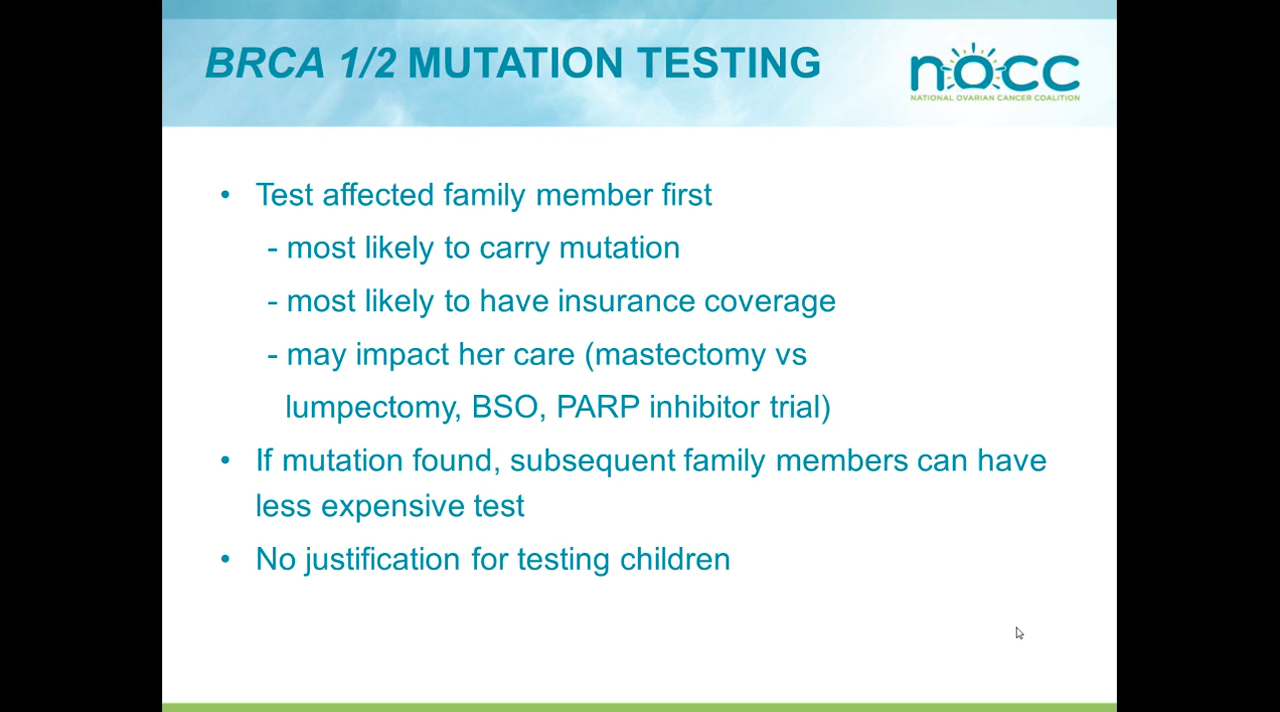 BRCA 1/2 MUTATION TESTING
nocc
NATIONAL OVARIAN CANCER COALITION
• Test affected family member first
- most likely to carry mutation
- most likely to have insurance coverage
- may impact her care (mastectomy vs
lumpectomy, BSO, PARP inhibitor trial)
• If mutation found, subsequent family members can have
less expensive test
• No justification for testing children